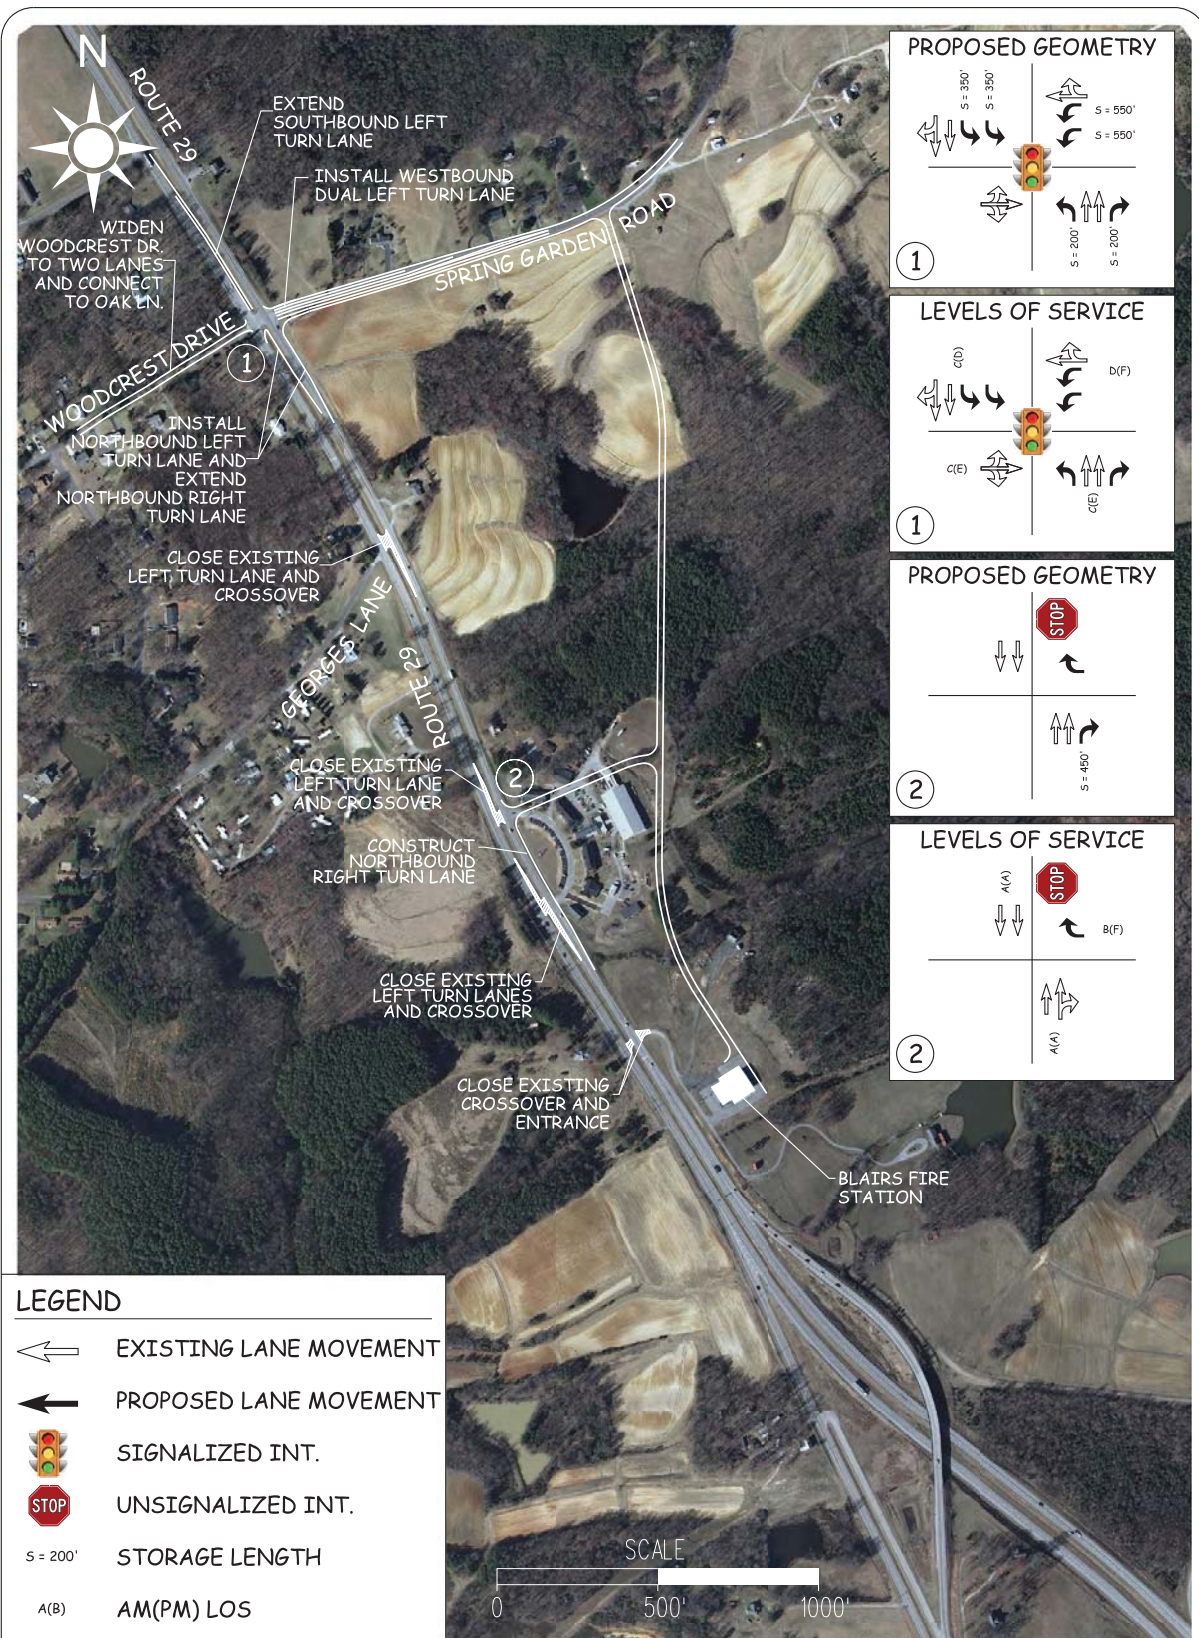 N
ROUTE 29
EXTEND
SOUTHBOUND LEFT
TURN LANE
INSTALL WESTBOUND
DUAL LEFT TURN LANE
WIDEN
WOODCREST DR.
TO TWO LANES
AND CONNECT
TO OAK LN.
SPRING GARDEN ROAD
WOODCREST DRIVE
1
INSTALL
NORTHBOUND LEFT
TURN LANE AND
EXTEND
NORTHBOUND RIGHT
TURN LANE
CLOSE EXISTING
LEFT TURN LANE AND
CROSSOVER
GEORGES LANE
ROUTE 29
CLOSE EXISTING
LEFT TURN LANE
AND CROSSOVER
2
CONSTRUCT
NORTHBOUND
RIGHT TURN LANE
CLOSE EXISTING
LEFT TURN LANES
AND CROSSOVER
CLOSE EXISTING
CROSSOVER AND
ENTRANCE
BLAIRS FIRE
STATION
PROPOSED GEOMETRY
S = 350'
S = 350'
S = 550'
S = 550'
S = 200'
S = 200'
1
LEVELS OF SERVICE
C(D)
D(F)
C(E)
C(E)
1
PROPOSED GEOMETRY
STOP
S = 450'
2
LEVELS OF SERVICE
A(A)
STOP
B(F)
A(A)
2
LEGEND
EXISTING LANE MOVEMENT
PROPOSED LANE MOVEMENT
SIGNALIZED INT.
STOP UNSIGNALIZED INT.
S = 200' STORAGE LENGTH
A(B) AM(PM) LOS
SCALE
0 500' 1000'